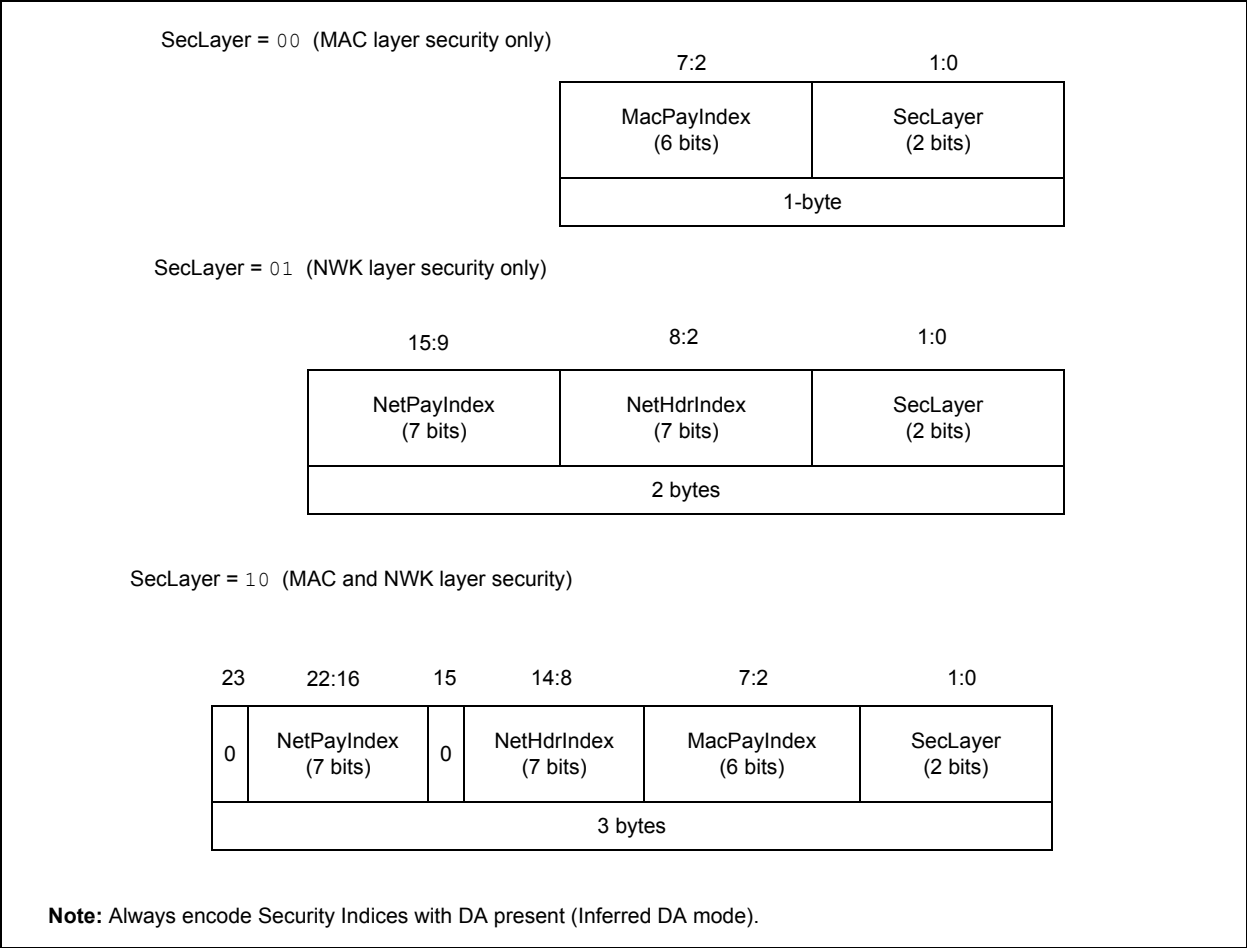 SecLayer = 00 (MAC layer security only)
7:2 1:0
MacPayIndex SecLayer
(6 bits) (2 bits)
1-byte
SecLayer = 01 (NWK layer security only)
15:9 8:2 1:0
NetPayIndex NetHdrIndex SecLayer
(7 bits) (7 bits) (2 bits)
2 bytes
SecLayer = 10 (MAC and NWK layer security)
23 22:16 15 14:8 7:2 1:0
0 NetPayIndex 0 NetHdrIndex MacPayIndex SecLayer
(7 bits) (7 bits) (6 bits) (2 bits)
3 bytes
Note: Always encode Security Indices with DA present (Inferred DA mode).